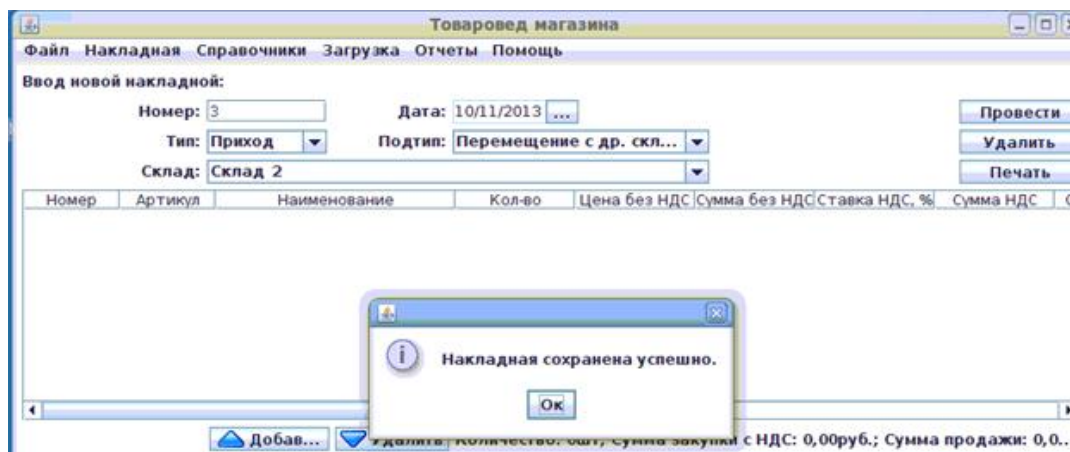 Товаровед магазина
Файл Накладная Справочники Загрузка Отчеты Помощь
Ввод новой накладной:
Номер: 3 Дата: 10/11/2013 ... Провести
Тип: Приход Подтип: Перемещение с др. скл... Удалить
Склад: Склад 2 Печать
Номер Артикул Наименование Кол-во Цена без НДС Сумма без НДС Ставка НДС, % Сумма НДС
Накладная сохранена успешно.
Ок
Добав... Удалить Количество: 0шт; Сумма закупки с НДС: 0,00руб.; Сумма продажи: 0,0..